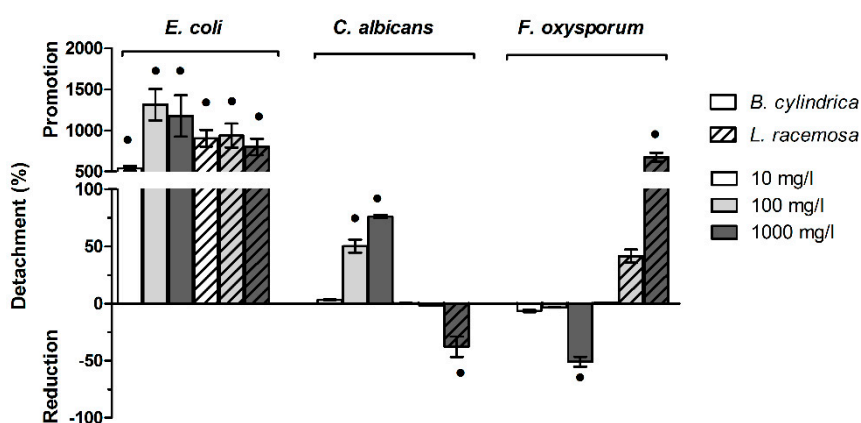 E. coli C. albicans F. oxysporum
Detachment (%)
Promotion
Reduction
2000
1500
1000
500
100
50
0
-50
-100
B. cylindrica
L. racemosa
10 mg/l
100 mg/l
1000 mg/l